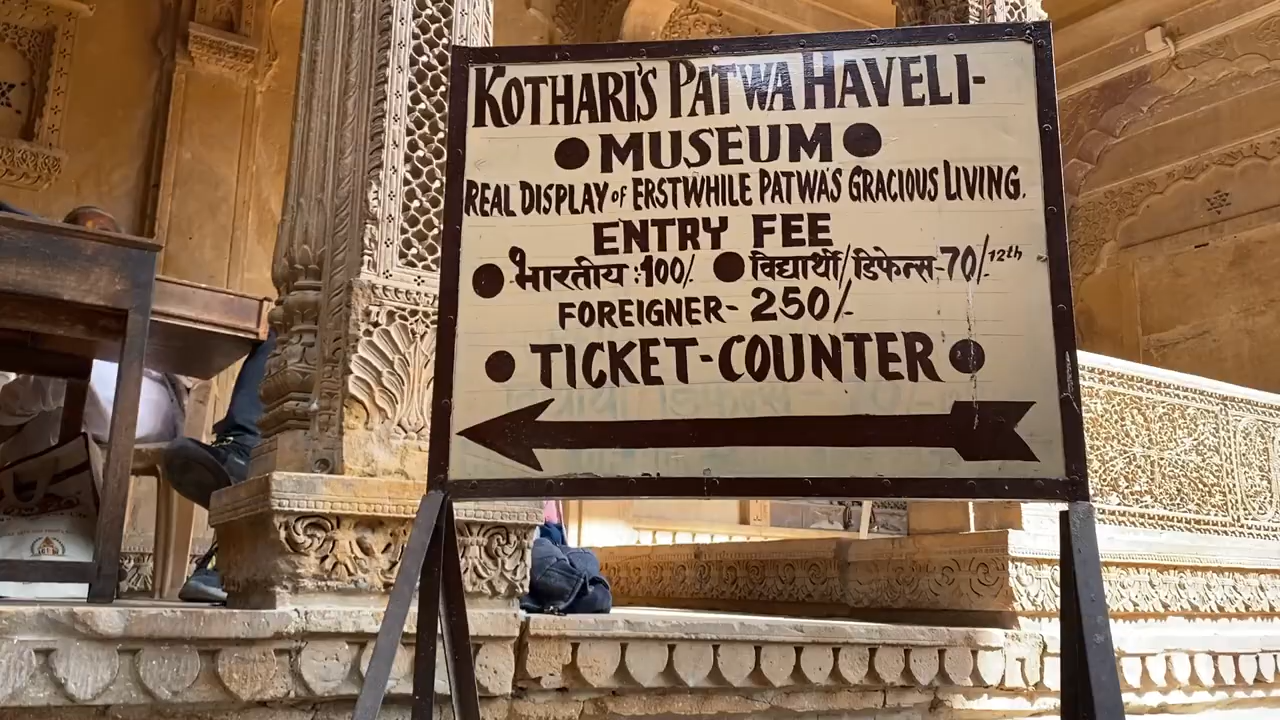 KOTHARI'S PATWA HAVELI-
● MUSEUM ●
REAL DISPLAY OF ERSTWHILE PATWA'S GRACIOUS LIVING.
ENTRY FEE
● भारतीय :100/. ● विद्यार्थी/डिफेन्स-70/-12th
FOREIGNER- 250/-
● TICKET-COUNTER ●